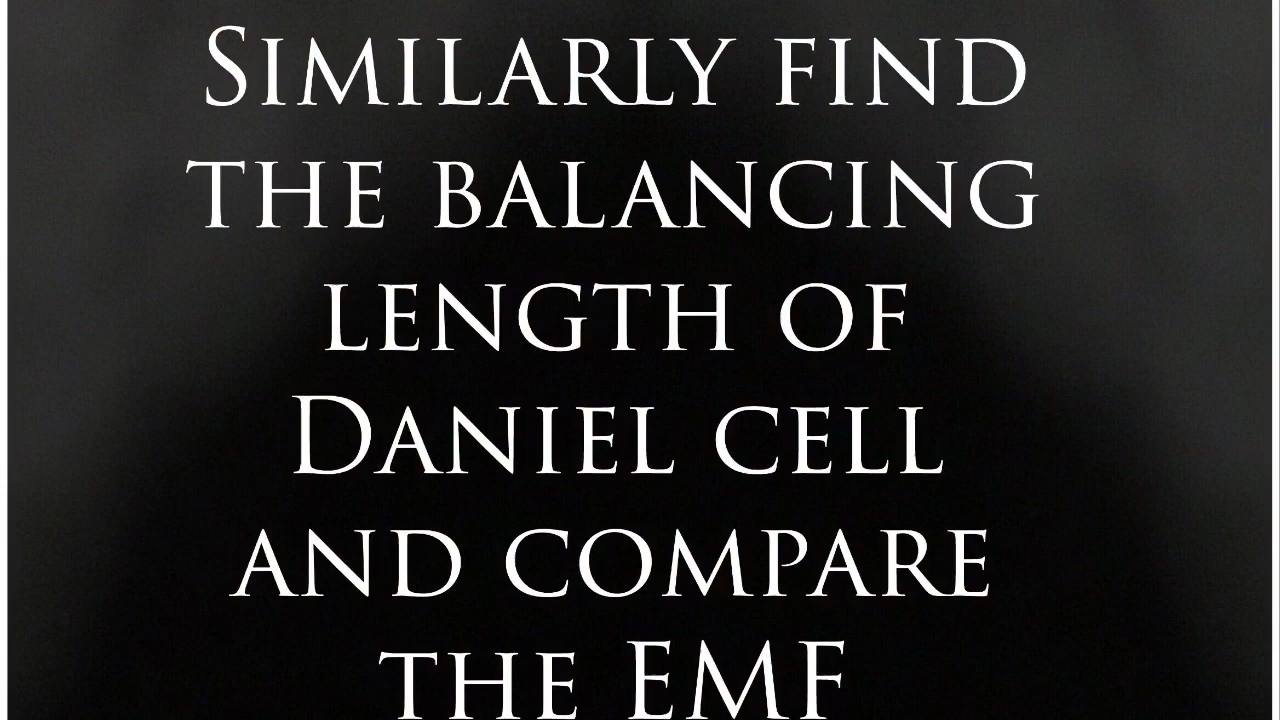 Similarly find
the balancing
length of
Daniel cell
and compare
the EMF